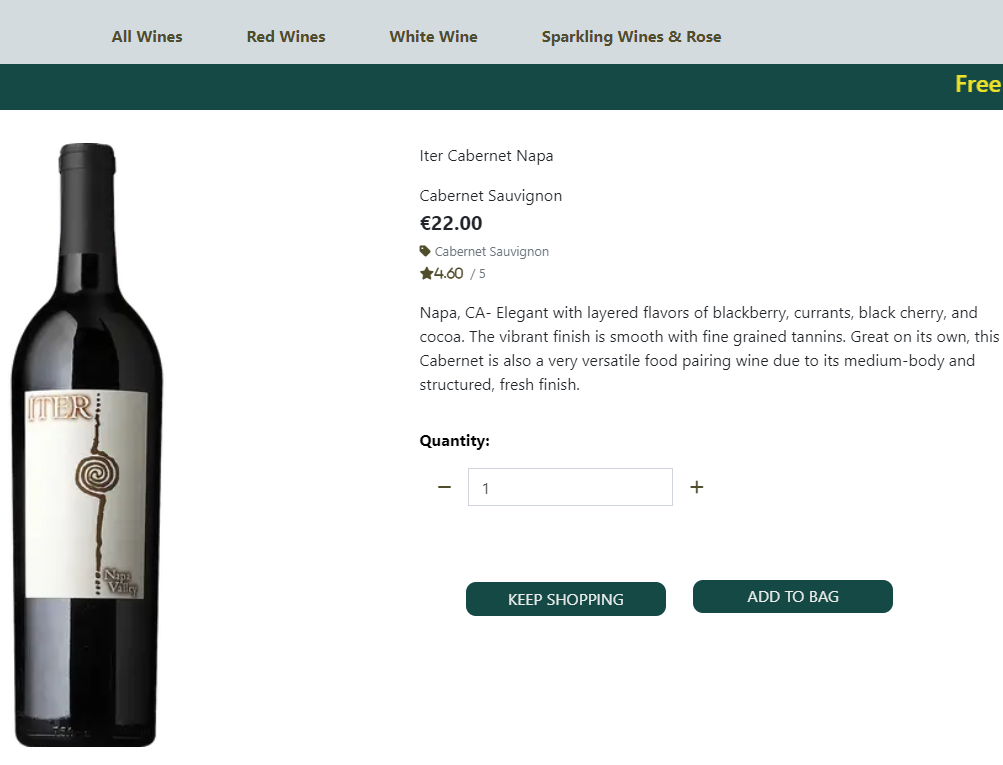 All Wines Red Wines White Wine Sparkling Wines & Rose
Free
Iter Cabernet Napa
Cabernet Sauvignon
€22.00
Cabernet Sauvignon
4.60 / 5
Napa, CA- Elegant with layered flavors of blackberry, currants, black cherry, and
cocoa. The vibrant finish is smooth with fine grained tannins. Great on its own, this
Cabernet is also a very versatile food pairing wine due to its medium-body and
structured, fresh finish.
ITER
Quantity:
− 1 +
Napa
Valley
KEEP SHOPPING ADD TO BAG